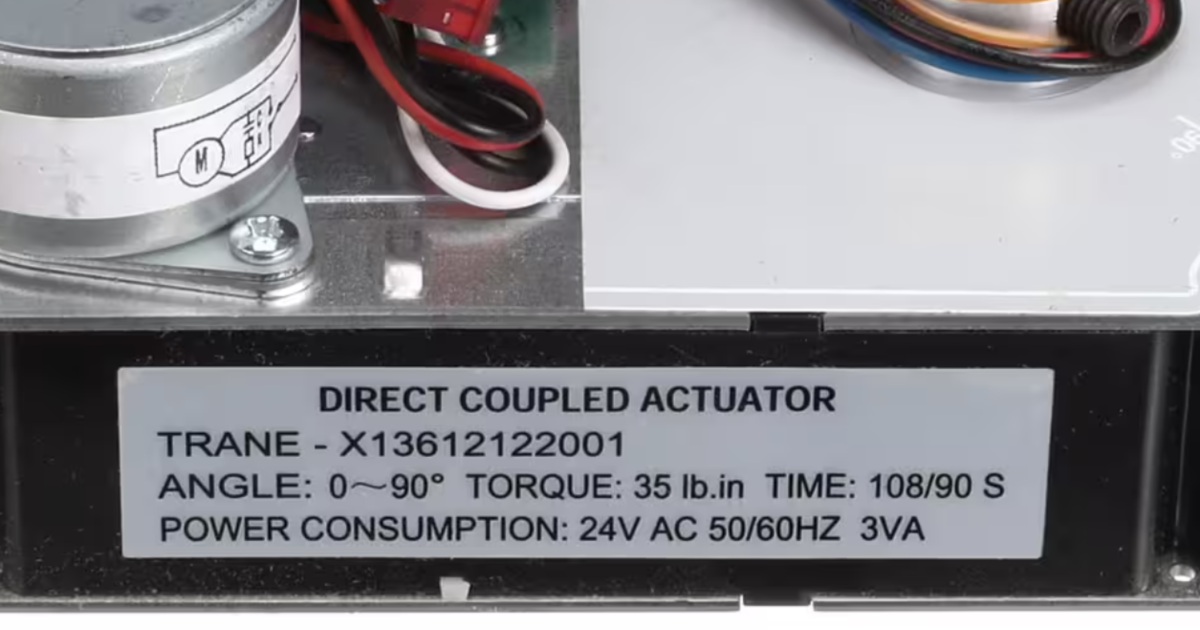 M
DIRECT COUPLED ACTUATOR
TRANE - X13612122001
ANGLE: 0～90° TORQUE: 35 lb.in TIME: 108/90 S
POWER CONSUMPTION: 24V AC 50/60HZ 3VA